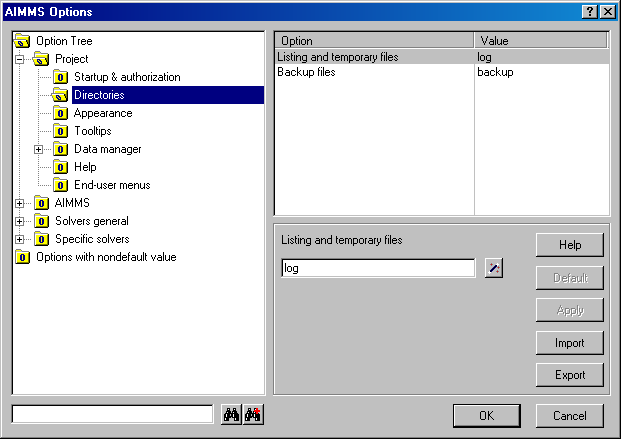 AIMMS Options
Option Tree
Project
Startup & authorization
Directories
Appearance
Tooltips
Data manager
Help
End-user menus
AIMMS
Solvers general
Specific solvers
Options with nondefault value
Option Value
Listing and temporary files log
Backup files backup
Listing and temporary files
log
Help
Default
Apply
Import
Export
OK Cancel